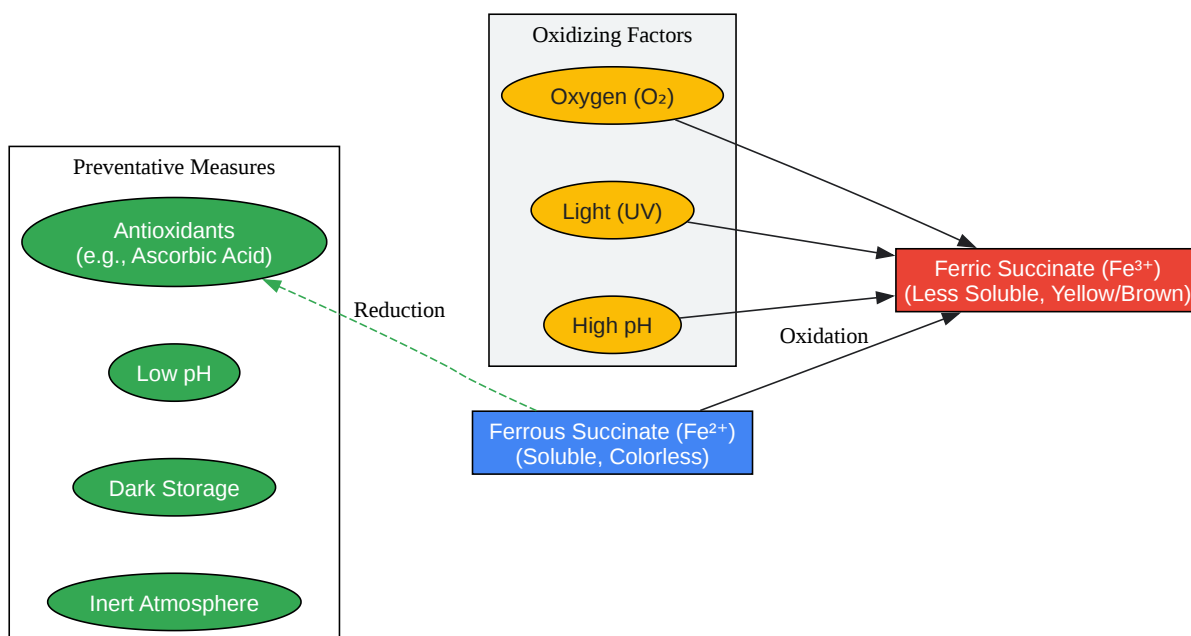 Oxidizing Factors
Oxygen (O₂)
Light (UV)
High pH
Preventative Measures
Antioxidants
(e.g., Ascorbic Acid)
Low pH
Dark Storage
Inert Atmosphere
Reduction
Oxidation
Ferrous Succinate (Fe²⁺)
(Soluble, Colorless)
Ferric Succinate (Fe³⁺)
(Less Soluble, Yellow/Brown)